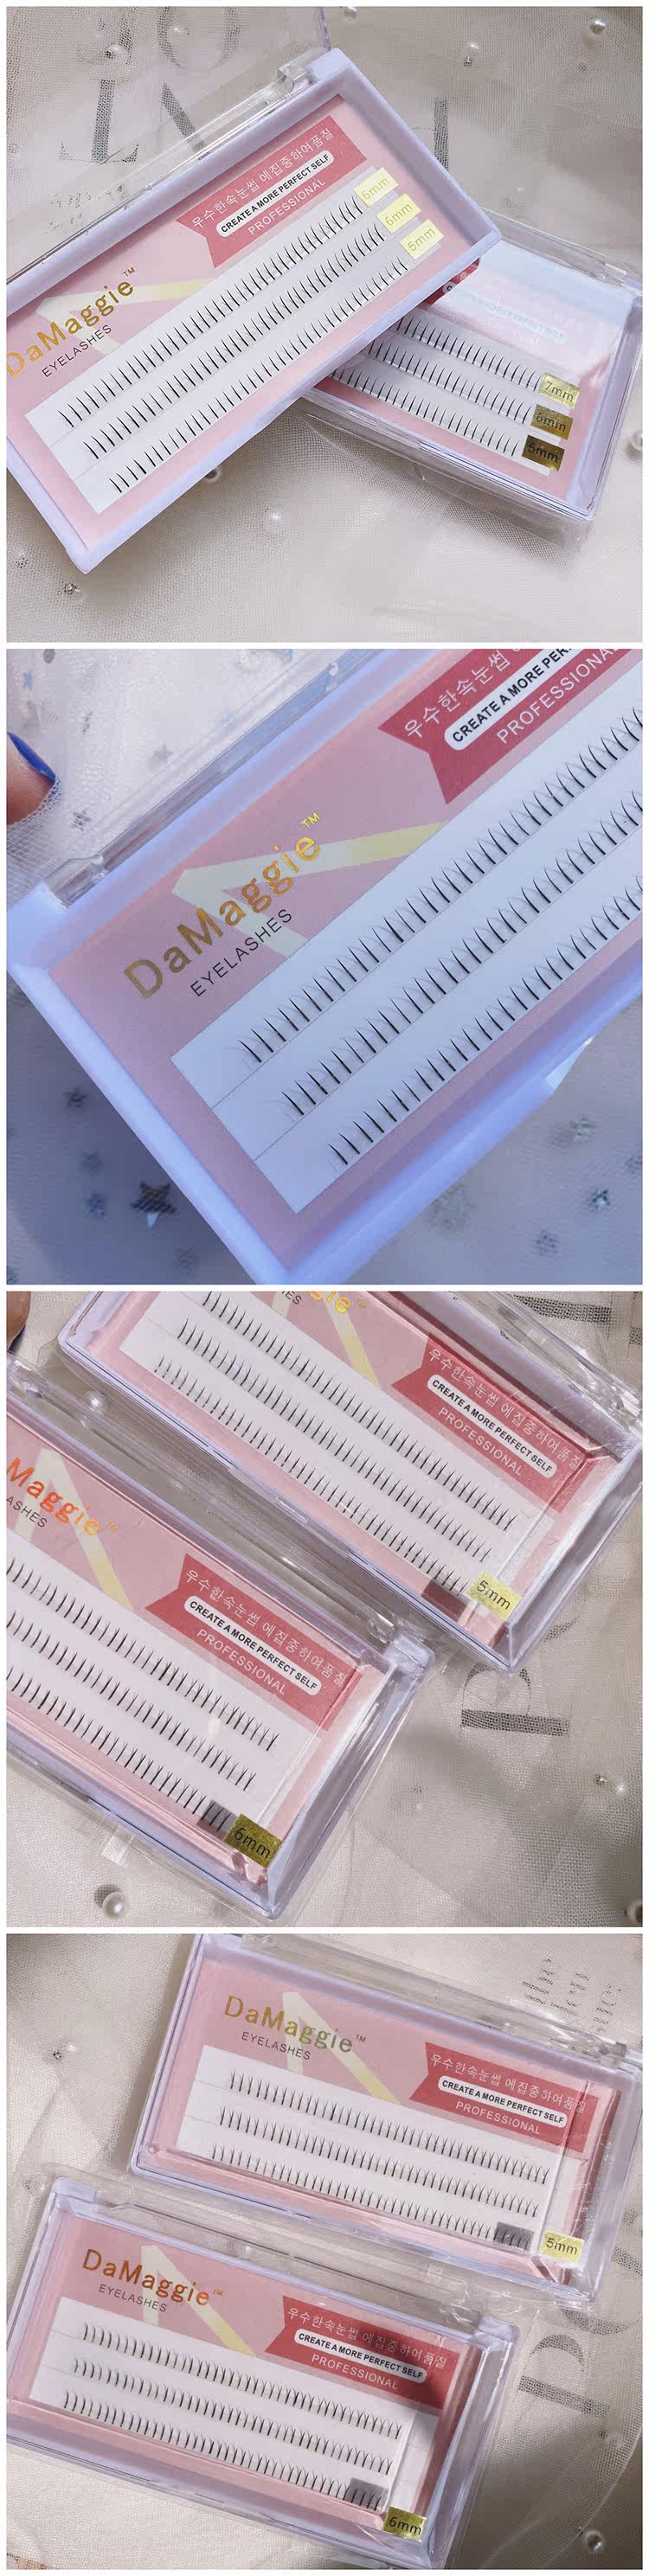 우수한속눈썹 에집중하여품질
CREATE A MORE PERFECT SELF
PROFESSIONAL
6mm
6mm
5mm
DaMaggie™
EYELASHES
7mm
6mm
5mm
우수한속눈썹
CREATE A MORE PER
PROFESSIONA
DaMaggie™
EYELASHES
우수한속눈썹 에집중하여품질
CREATE A MORE PERFECT SELF
PROFESSIONAL
5mm
Maggie™
ASHES
우수한속눈썹 에집중하여품질
CREATE A MORE PERFECT SELF
PROFESSIONAL
6mm
DaMaggie™
EYELASHES
우수한속눈썹 에집중하여품질
CREATE A MORE PERFECT SELF
PROFESSIONAL
5mm
DaMaggie™
EYELASHES
우수한속눈썹 에집중하여품질
CREATE A MORE PERFECT SELF
PROFESSIONAL
6mm